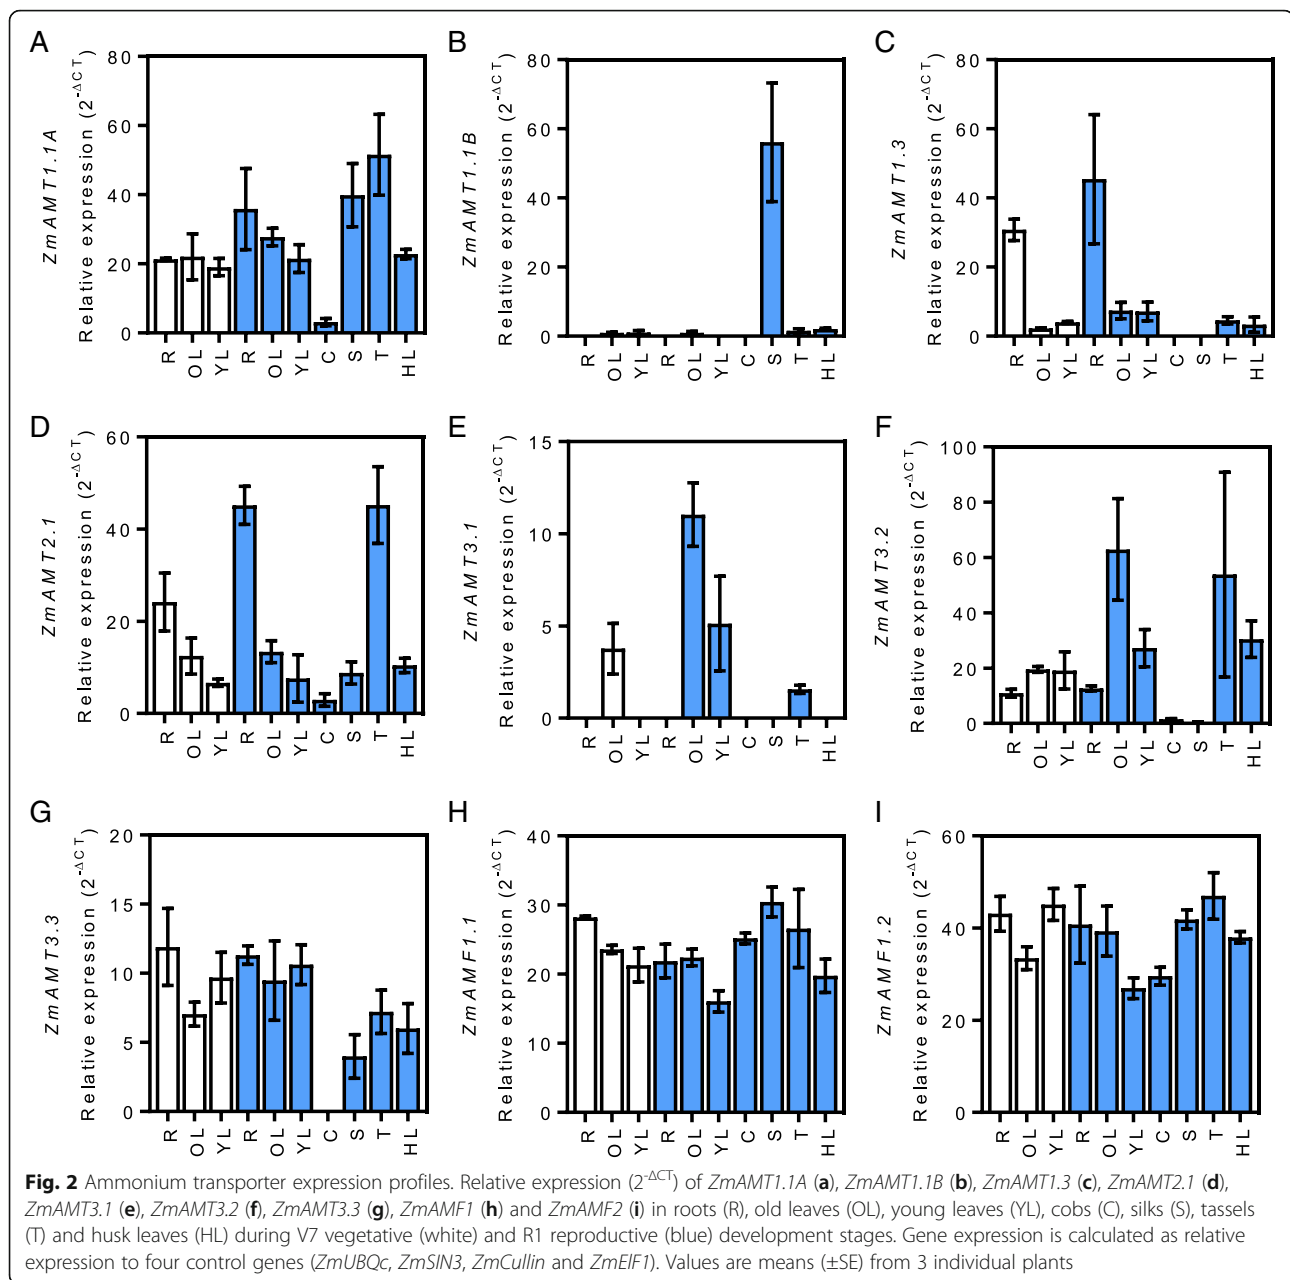 A
ZmAMT1.1A
Relative expression (2^-ΔCT)
80
60
40
20
0
R
OL
YL
R
OL
YL
C
S
T
HL
B
ZmAMT1.1B
Relative expression (2^-ΔCT)
80
60
40
20
0
R
OL
YL
R
OL
YL
C
S
T
HL
C
ZmAMT1.3
Relative expression (2^-ΔCT)
80
60
40
20
0
R
OL
YL
R
OL
YL
C
S
T
HL
D
ZmAMT2.1
Relative expression (2^-ΔCT)
60
40
20
0
R
OL
YL
R
OL
YL
C
S
T
HL
E
ZmAMT3.1
Relative expression (2^-ΔCT)
15
10
5
0
R
OL
YL
R
OL
YL
C
S
T
HL
F
ZmAMT3.2
Relative expression (2^-ΔCT)
100
80
60
40
20
0
R
OL
YL
R
OL
YL
C
S
T
HL
G
ZmAMT3.3
Relative expression (2^-ΔCT)
20
15
10
5
0
R
OL
YL
R
OL
YL
C
S
T
HL
H
ZmAMF1.1
Relative expression (2^-ΔCT)
40
30
20
10
0
R
OL
YL
R
OL
YL
C
S
T
HL
I
ZmAMF1.2
Relative expression (2^-ΔCT)
60
40
20
0
R
OL
YL
R
OL
YL
C
S
T
HL
Fig. 2 Ammonium transporter expression profiles. Relative expression (2^-ΔCT) of ZmAMT1.1A (a), ZmAMT1.1B (b), ZmAMT1.3 (c), ZmAMT2.1 (d),
ZmAMT3.1 (e), ZmAMT3.2 (f), ZmAMT3.3 (g), ZmAMF1 (h) and ZmAMF2 (i) in roots (R), old leaves (OL), young leaves (YL), cobs (C), silks (S), tassels
(T) and husk leaves (HL) during V7 vegetative (white) and R1 reproductive (blue) development stages. Gene expression is calculated as relative
expression to four control genes (ZmUBQc, ZmSIN3, ZmCullin and ZmEIF1). Values are means (±SE) from 3 individual plants